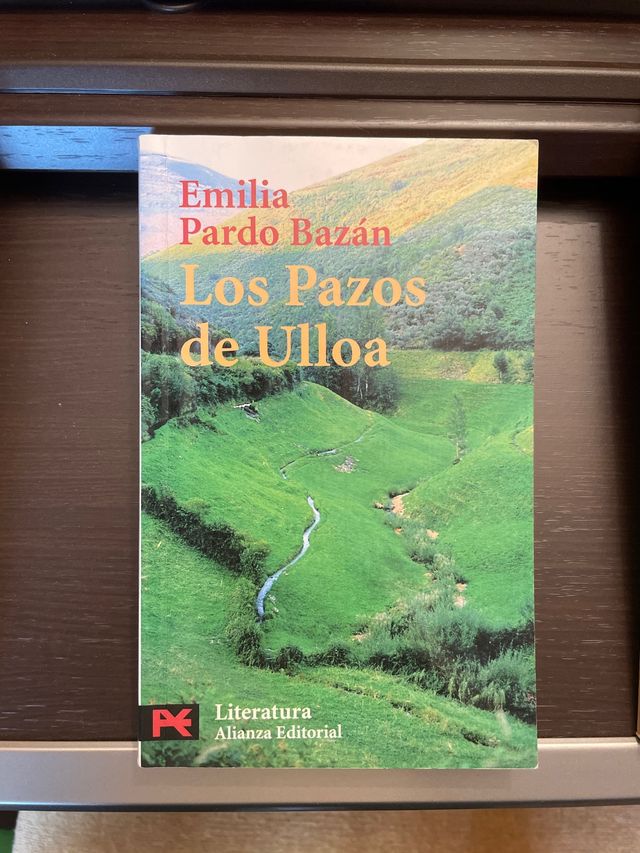 Emilia
Pardo Bazán
Los Pazos
de Ulloa
Literatura
Alianza Editorial